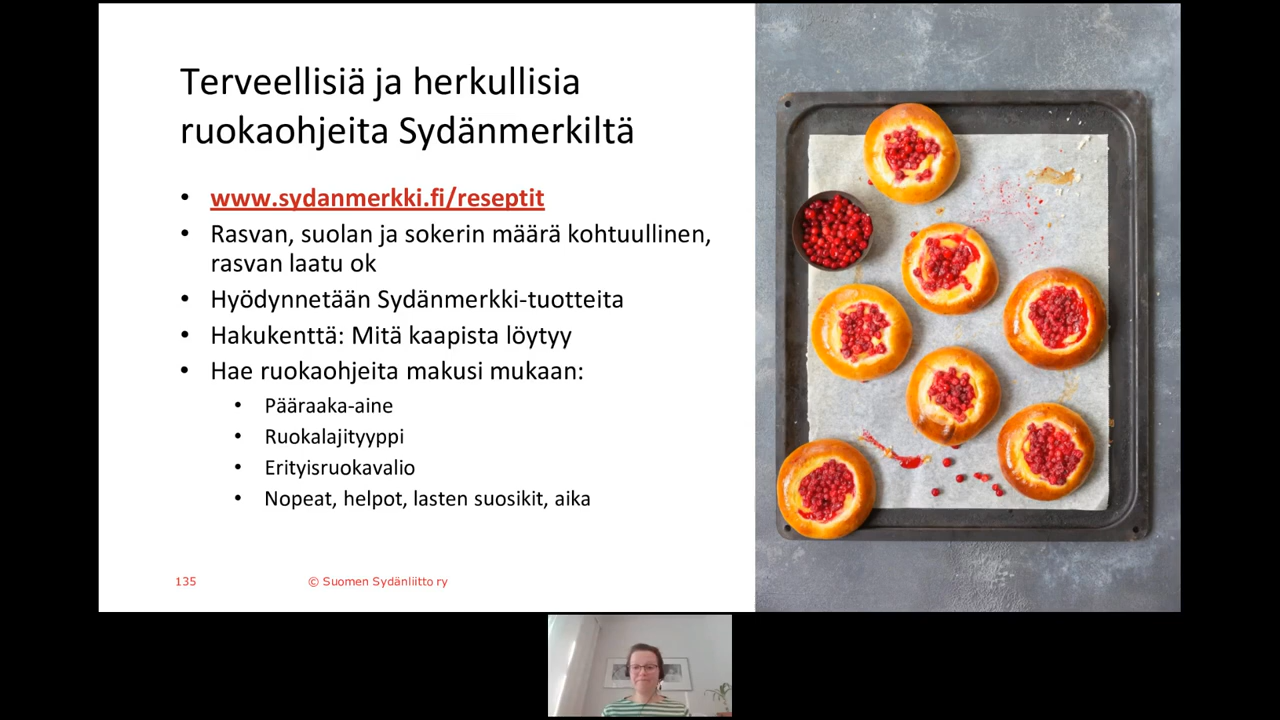 Terveellisiä ja herkullisia
ruokaohjeita Sydänmerkiltä
• www.sydanmerkki.fi/reseptit
• Rasvan, suolan ja sokerin määrä kohtuullinen,
rasvan laatu ok
• Hyödynnetään Sydänmerkki-tuotteita
• Hakukenttä: Mitä kaapista löytyy
• Hae ruokaohjeita makusi mukaan:
• Pääraaka-aine
• Ruokalajityyppi
• Erityisruokavalio
• Nopeat, helpot, lasten suosikit, aika
135
© Suomen Sydänliitto ry